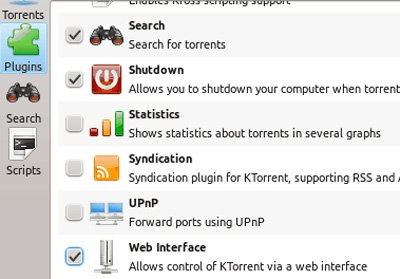 Enables Kross scripting support
Torrents
Plugins
Search
Scripts
Search
Search for torrents
Shutdown
Allows you to shutdown your computer when torrent
Statistics
Shows statistics about torrents in several graphs
Syndication
Syndication plugin for KTorrent, supporting RSS and
UPnP
Forward ports using UPnP
Web Interface
Allows control of KTorrent via a web interface